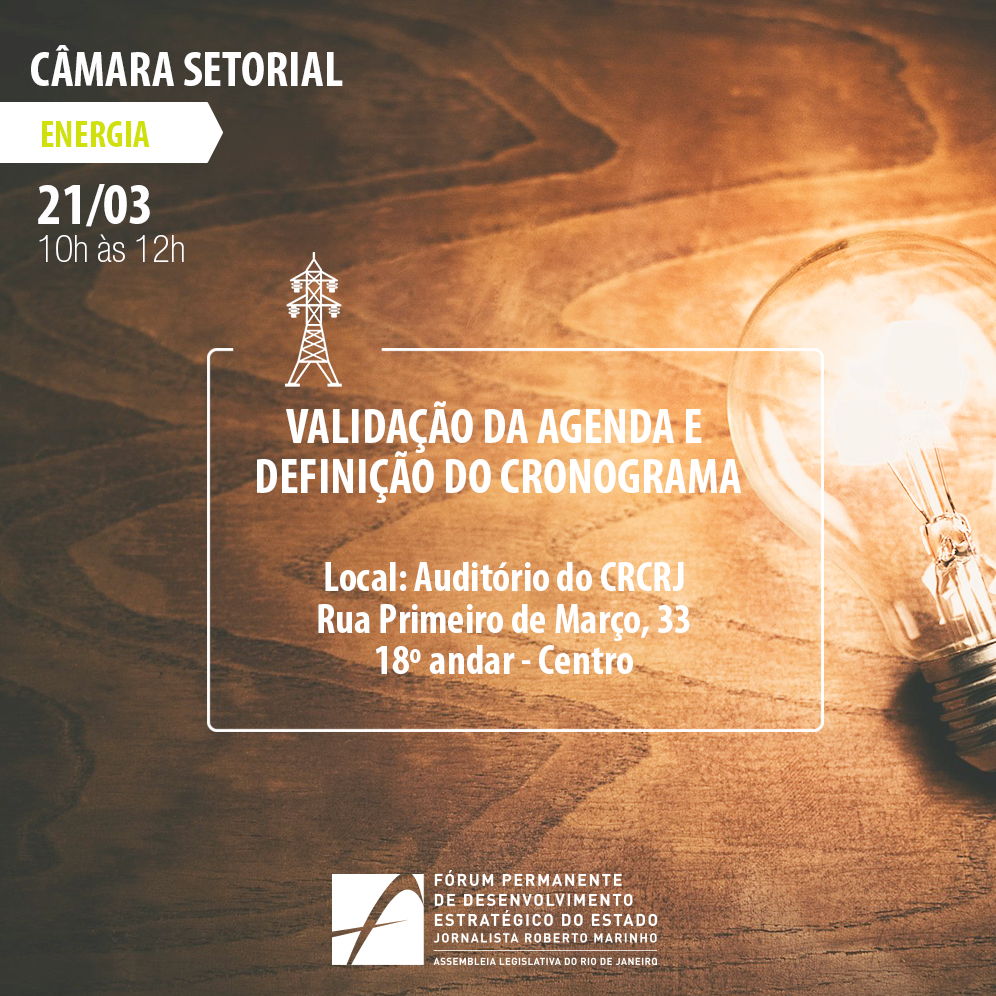 CÂMARA SETORIAL
ENERGIA
21/03
10h às 12h
VALIDAÇÃO DA AGENDA E
DEFINIÇÃO DO CRONOGRAMA
Local: Auditório do CRCRJ
Rua Primeiro de Março, 33
18º andar - Centro
FÓRUM PERMANENTE
DE DESENVOLVIMENTO
ESTRATÉGICO DO ESTADO
JORNALISTA ROBERTO MARINHO
ASSEMBLEIA LEGISLATIVA DO RIO DE JANEIRO